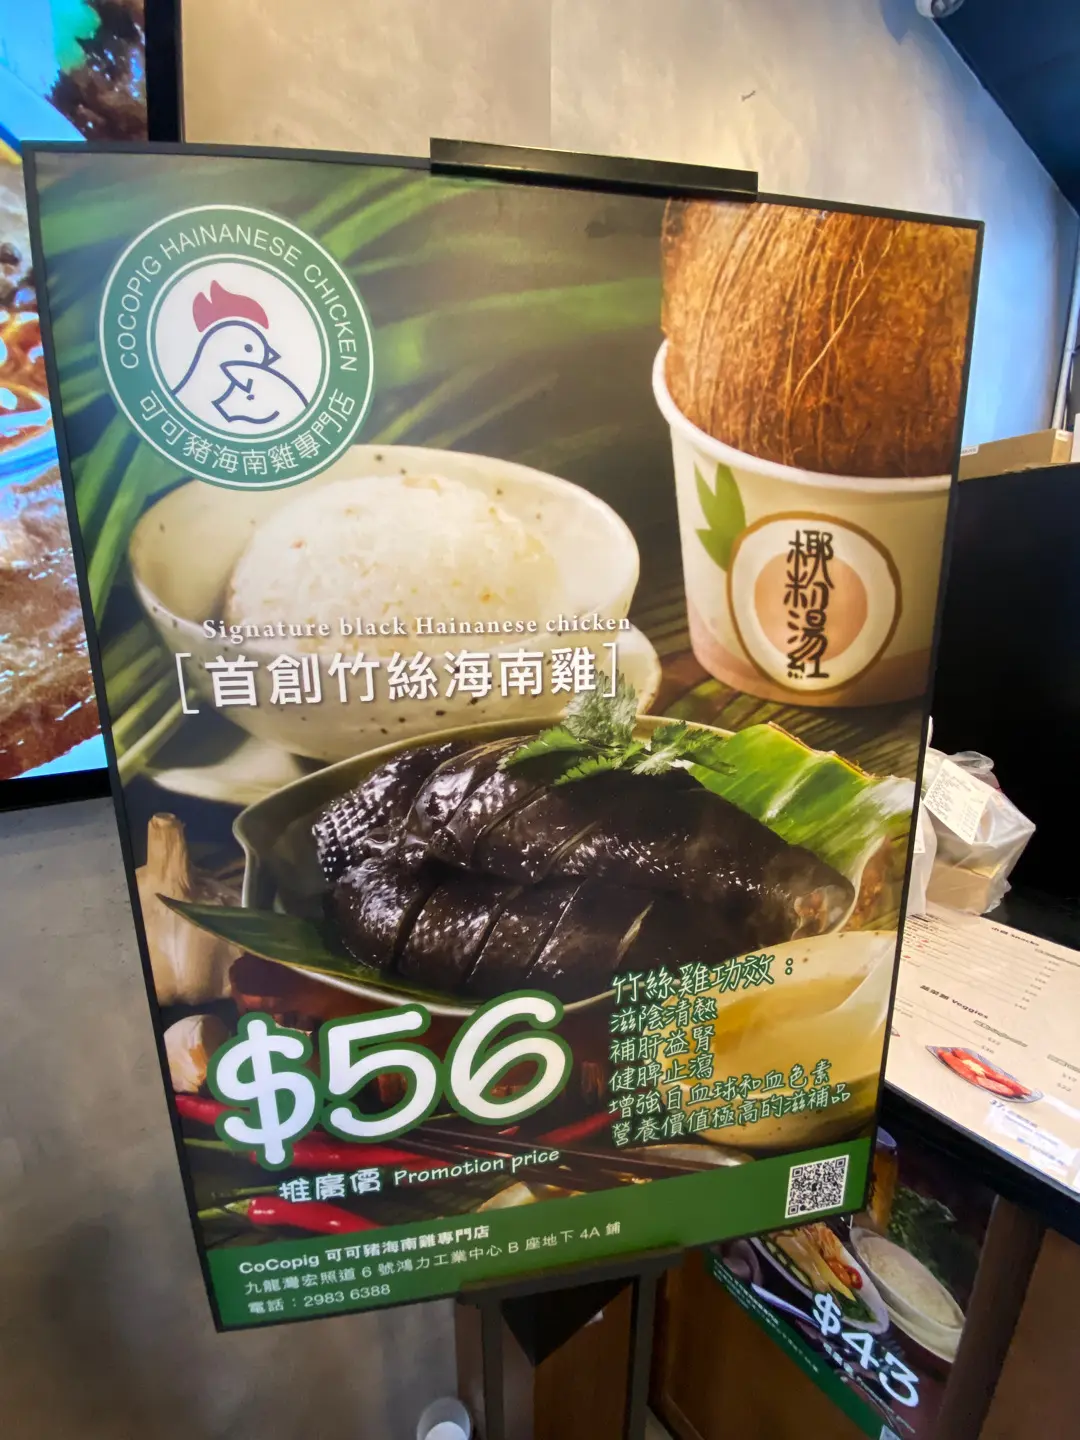 COCOPIG HAINANESE CHICKEN
可可豬海南雞專門店
椰粉湯紅
Signature black Hainanese chicken
[首創竹絲海南雞]
竹絲雞功效：
滋陰清熱
補肝益腎
健脾止瀉
增強白血球和血色素
營養價值極高的滋補品
$56
推廣價 Promotion price
CoCopig 可可豬海南雞專門店
九龍灣宏照道 6 號鴻力工業中心 B 座地下 4A 鋪
電話：2983 6388
Veggies
$43